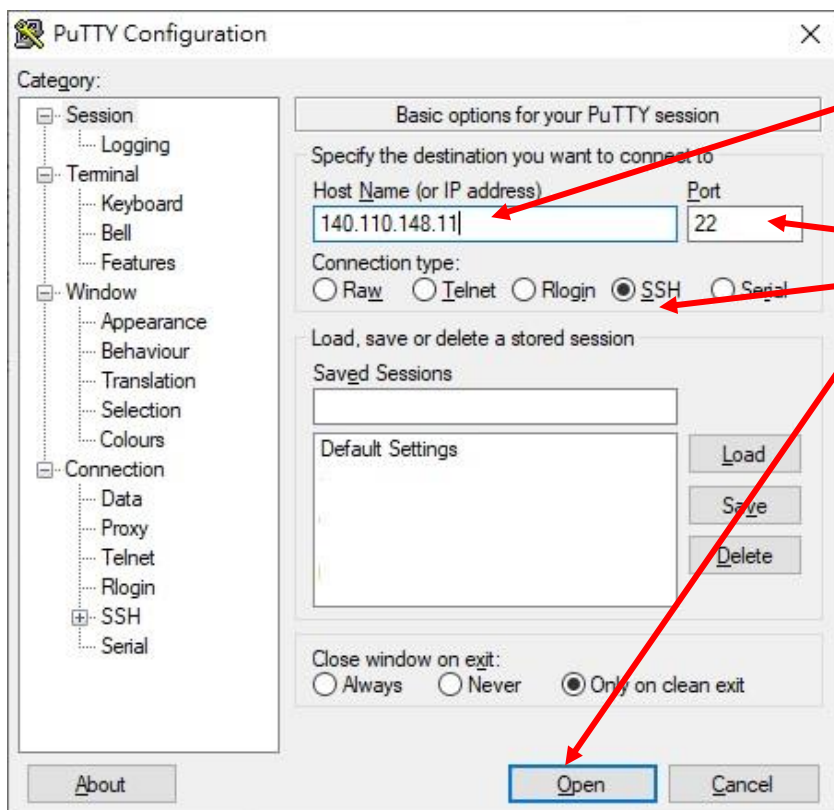 PuTTY Configuration
Category:
Session
Logging
Terminal
Keyboard
Bell
Features
Window
Appearance
Behaviour
Translation
Selection
Colours
Connection
Data
Proxy
Telnet
Rlogin
SSH
Serial
Basic options for your PuTTY session
Specify the destination you want to connect to
Host Name (or IP address) Port
140.110.148.11 22
Connection type:
Raw Telnet Rlogin SSH Serial
Load, save or delete a stored session
Saved Sessions
Default Settings
Load
Save
Delete
Close window on exit:
Always Never Only on clean exit
About Open Cancel